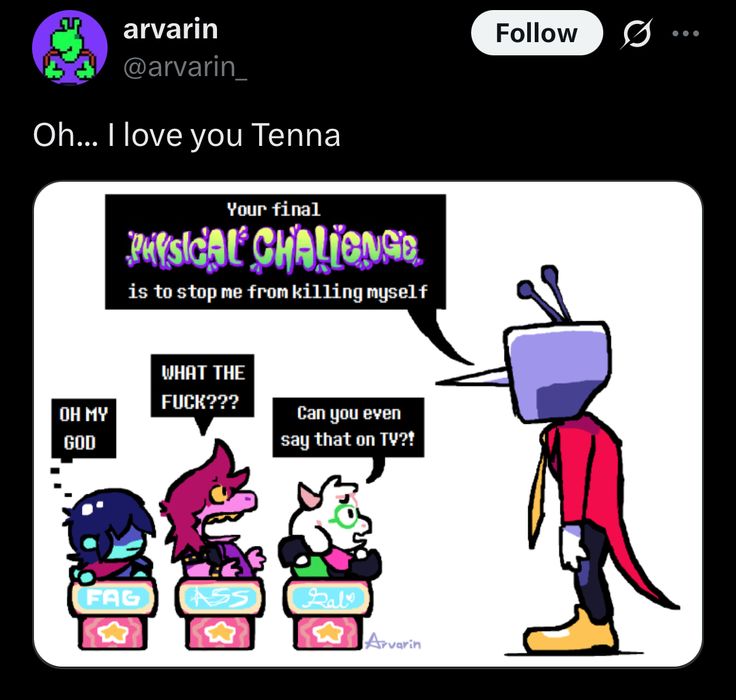 arvarin
@arvarin_
Follow
Oh... I love you Tenna
Your final
PHYSICAL CHALLENGE
is to stop me from killing myself
WHAT THE
FUCK???
OH MY
GOD
Can you even
say that on TV?!
FAG
ASS
Ral
Arvarin